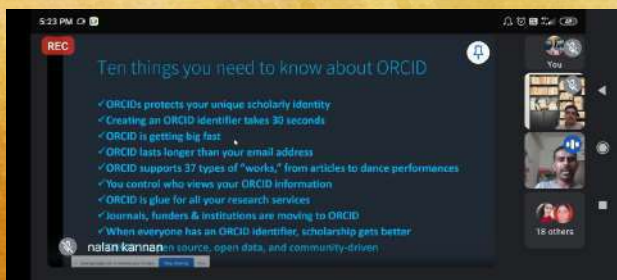 5:23 PM
REC
Ten things you need to know about ORCID
You
✓ORCIDs protects your unique scholarly identity
✓Creating an ORCID identifier takes 30 seconds
✓ORCID is getting big fast
✓ORCID lasts longer than your email address
✓ORCID supports 37 types of "works," from articles to dance performances
✓You control who views your ORCID information
✓ORCID is glue for all your research services
✓Journals, funders & institutions are moving to ORCID
✓When everyone has an ORCID identifier, scholarship gets better
18 others
nalan kannan
source, open data, and community-driven